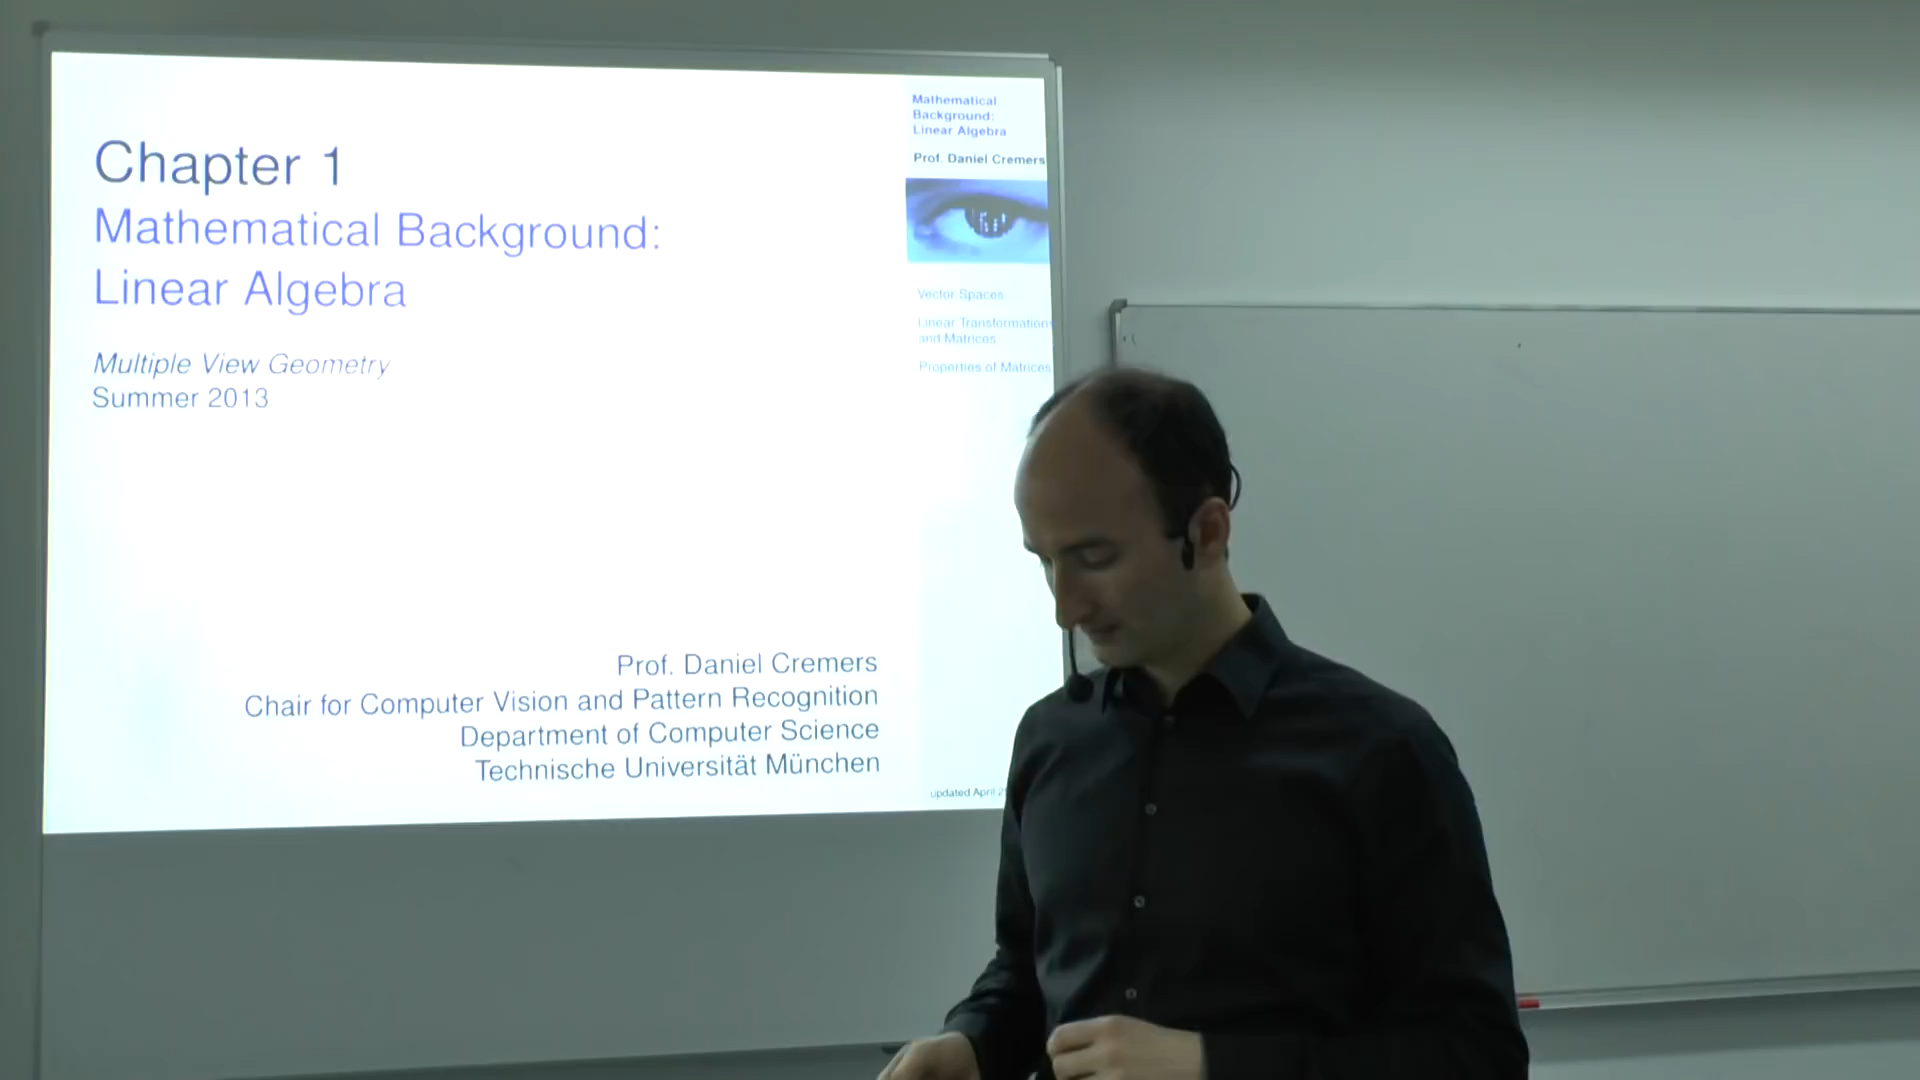 Chapter 1
Mathematical Background:
Linear Algebra
Multiple View Geometry
Summer 2013
Prof. Daniel Cremers
Chair for Computer Vision and Pattern Recognition
Department of Computer Science
Technische Universität München
Mathematical
Background:
Linear Algebra
Prof. Daniel Cremers
Vector Spaces
Linear Transformations
and Matrices
Properties of Matrices
updated April